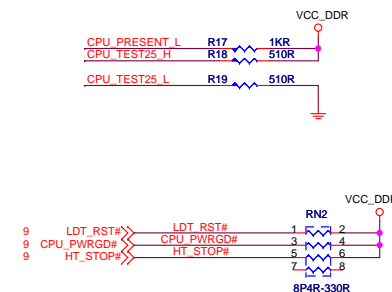 VCC_DDR
CPU_PRESENT_L R17 1KR
CPU_TEST25_H R18 510R
CPU_TEST25_L R19 510R
VCC_DDR
RN2
9 LDT_RST# LDT_RST# 1 2
9 CPU_PWRGD# CPU_PWRGD# 3 4
9 HT_STOP# HT_STOP# 5 6
7 8
8P4R-330R